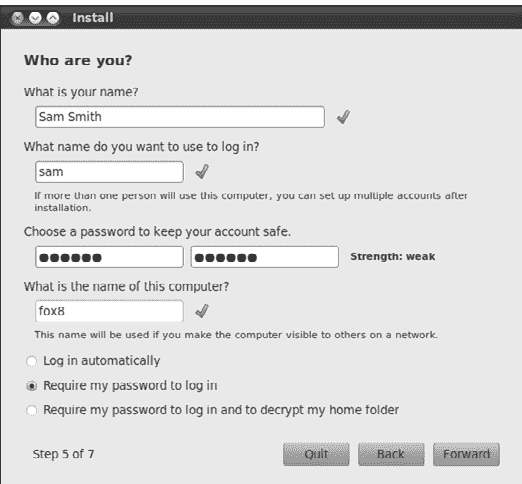 Install
Who are you?
What is your name?
Sam Smith
What name do you want to use to log in?
sam
If more than one person will use this computer, you can set up multiple accounts after
installation.
Choose a password to keep your account safe.
●●●●●● ●●●●●● Strength: weak
What is the name of this computer?
fox8
This name will be used if you make the computer visible to others on a network.
Log in automatically
Require my password to log in
Require my password to log in and to decrypt my home folder
Step 5 of 7 Quit Back Forward